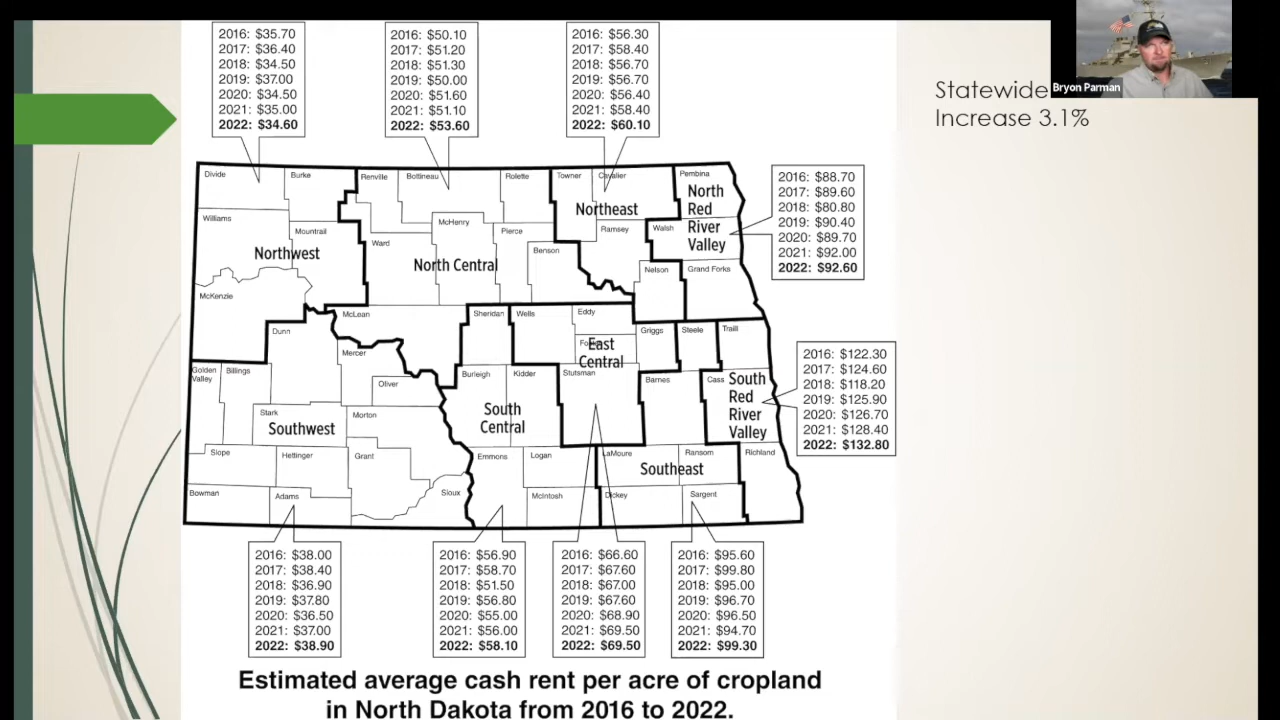 2016: $35.70
2017: $36.40
2018: $34.50
2019: $37.00
2020: $34.50
2021: $35.00
2022: $34.60
2016: $50.10
2017: $51.20
2018: $51.30
2019: $50.00
2020: $51.60
2021: $51.10
2022: $53.60
2016: $56.30
2017: $58.40
2018: $56.70
2019: $56.70
2020: $56.40
2021: $58.40
2022: $60.10
Statewide
Increase 3.1%
Bryon Parman
2016: $88.70
2017: $89.60
2018: $80.80
2019: $90.40
2020: $89.70
2021: $92.00
2022: $92.60
2016: $122.30
2017: $124.60
2018: $118.20
2019: $125.90
2020: $126.70
2021: $128.40
2022: $132.80
Divide
Burke
Williams
Mountrail
Northwest
McKenzie
Renville
Bottineau
Rolette
McHenry
Pierce
Ward
North Central
Benson
McLean
Towner
Cavalier
Northeast
Ramsey
Nelson
Pembina
North
Red
River
Valley
Walsh
Grand Forks
Dunn
Mercer
Oliver
Golden
Valley
Billings
Stark
Morton
Southwest
Slope
Hettinger
Grant
Bowman
Adams
Sioux
Sheridan
Burleigh
Kidder
South
Central
Emmons
Logan
McIntosh
Wells
Eddy
East
Central
Stutsman
Griggs
Steele
Traill
Barnes
Cass
South
Red
River
Valley
Richland
LaMoure
Ransom
Southeast
Dickey
Sargent
2016: $38.00
2017: $38.40
2018: $36.90
2019: $37.80
2020: $36.50
2021: $37.00
2022: $38.90
2016: $56.90
2017: $58.70
2018: $51.50
2019: $56.80
2020: $55.00
2021: $56.00
2022: $58.10
2016: $66.60
2017: $67.60
2018: $67.00
2019: $67.60
2020: $68.90
2021: $69.50
2022: $69.50
2016: $95.60
2017: $99.80
2018: $95.00
2019: $96.70
2020: $96.50
2021: $94.70
2022: $99.30
Estimated average cash rent per acre of cropland
in North Dakota from 2016 to 2022.